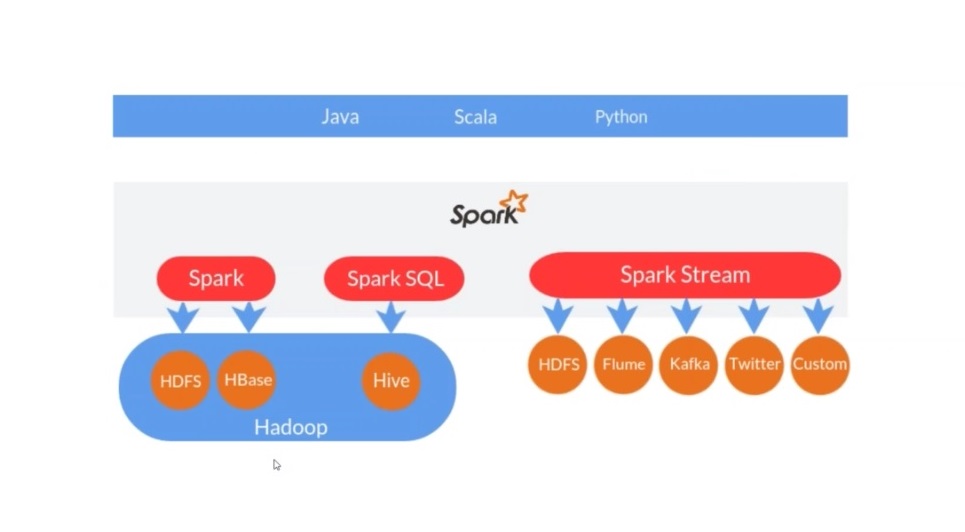 Java Scala Python
Spark
Spark Spark SQL Spark Stream
HDFS HBase Hive HDFS Flume Kafka Twitter Custom
Hadoop